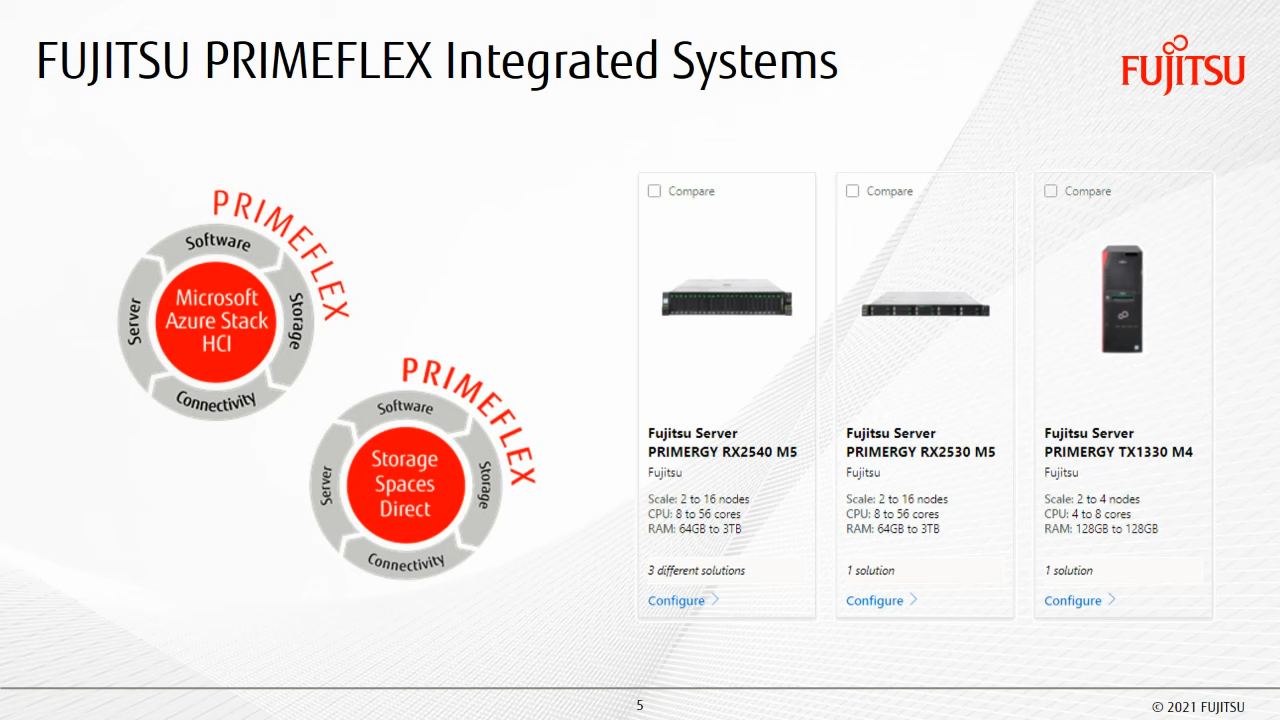 FUJITSU PRIMEFLEX Integrated Systems
FUJITSU
PRIMEFLEX
Software
Server
Storage
Connectivity
Microsoft
Azure Stack
HCI
PRIMEFLEX
Software
Server
Storage
Connectivity
Storage
Spaces
Direct
Compare
Fujitsu Server
PRIMERGY RX2540 M5
Fujitsu
Scale: 2 to 16 nodes
CPU: 8 to 56 cores
RAM: 64GB to 3TB
3 different solutions
Configure
Compare
Fujitsu Server
PRIMERGY RX2530 M5
Fujitsu
Scale: 2 to 16 nodes
CPU: 8 to 56 cores
RAM: 64GB to 3TB
1 solution
Configure
Compare
Fujitsu Server
PRIMERGY TX1330 M4
Fujitsu
Scale: 2 to 4 nodes
CPU: 4 to 8 cores
RAM: 128GB to 128GB
1 solution
Configure
5
© 2021 FUJITSU